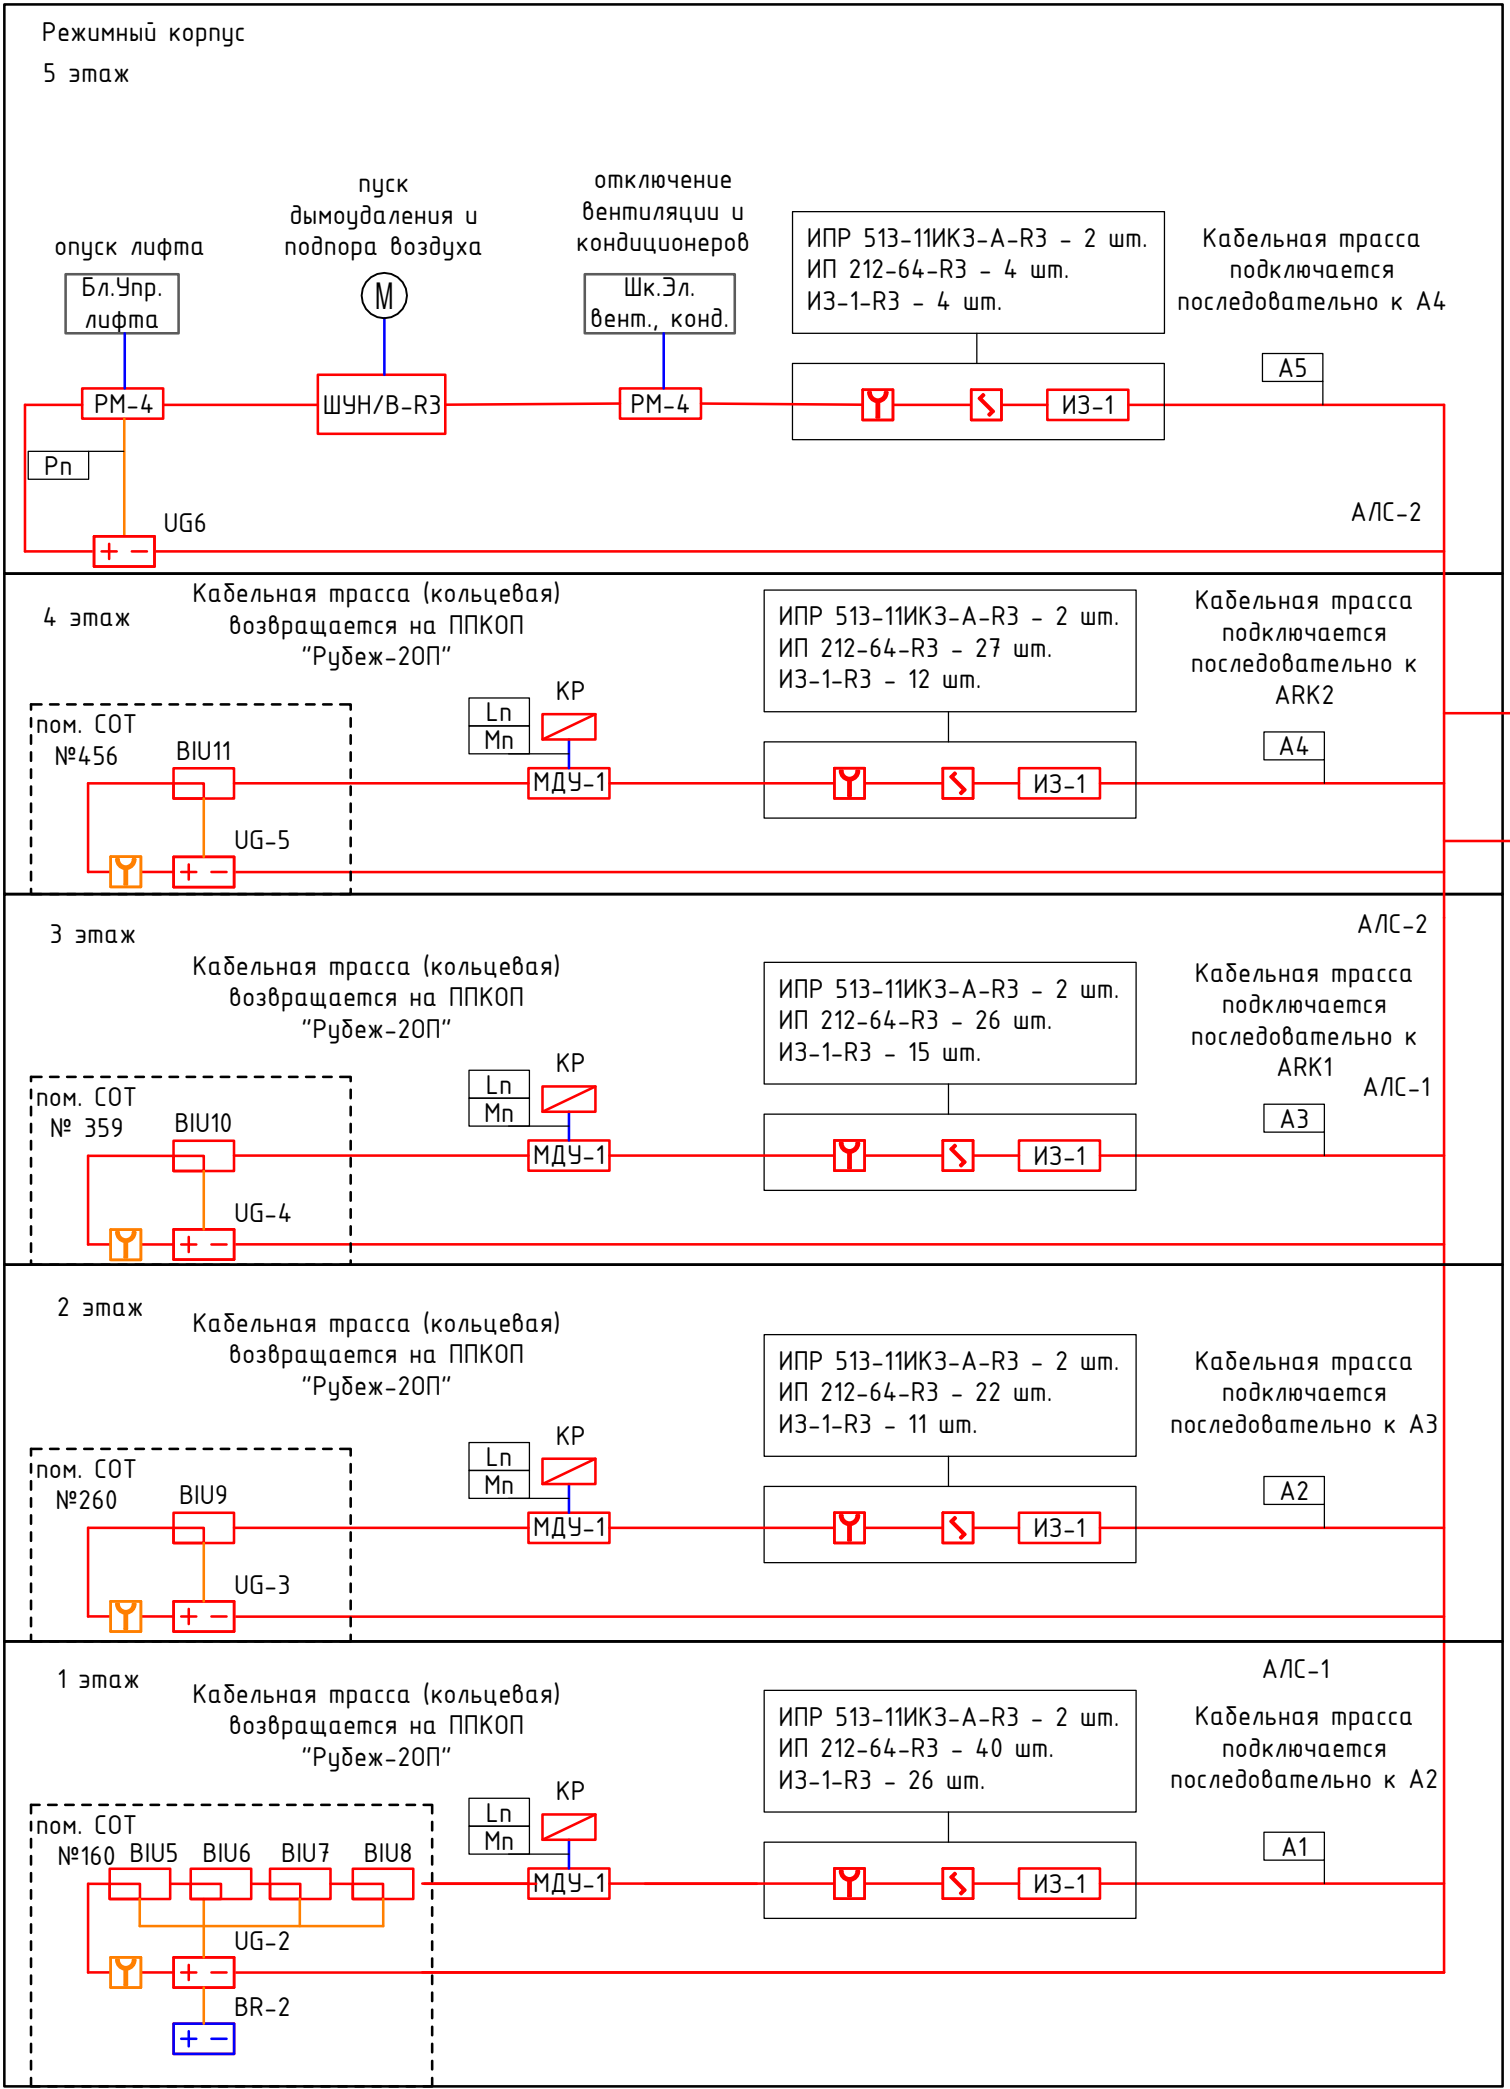 Режимный корпус
5 этаж
опуск лифта
Бл.Упр.
лифта
пуск
дымоудаления и
подпора воздуха
М
отключение
вентиляции и
кондиционеров
Шк.Эл.
вент., конд.
ИПР 513-11ИКЗ-А-R3 - 2 шт.
ИП 212-64-R3 - 4 шт.
ИЗ-1-R3 - 4 шт.
Кабельная трасса
подключается
последовательно к А4
А5
РМ-4
ШУН/В-R3
РМ-4
ИЗ-1
Pn
UG6
+ -
АЛС-2
4 этаж
Кабельная трасса (кольцевая)
возвращается на ППКОП
"Рубеж-2ОП"
ИПР 513-11ИКЗ-А-R3 - 2 шт.
ИП 212-64-R3 - 27 шт.
ИЗ-1-R3 - 12 шт.
Кабельная трасса
подключается
последовательно к
ARK2
пом. СОТ
№456
BIU11
Ln
Mn
КР
А4
МДУ-1
ИЗ-1
UG-5
+ -
3 этаж
АЛС-2
Кабельная трасса (кольцевая)
возвращается на ППКОП
"Рубеж-2ОП"
ИПР 513-11ИКЗ-А-R3 - 2 шт.
ИП 212-64-R3 - 26 шт.
ИЗ-1-R3 - 15 шт.
Кабельная трасса
подключается
последовательно к
ARK1
АЛС-1
пом. СОТ
№ 359
BIU10
Ln
Mn
КР
А3
МДУ-1
ИЗ-1
UG-4
+ -
2 этаж
Кабельная трасса (кольцевая)
возвращается на ППКОП
"Рубеж-2ОП"
ИПР 513-11ИКЗ-А-R3 - 2 шт.
ИП 212-64-R3 - 22 шт.
ИЗ-1-R3 - 11 шт.
Кабельная трасса
подключается
последовательно к А3
пом. СОТ
№260
BIU9
Ln
Mn
КР
А2
МДУ-1
ИЗ-1
UG-3
+ -
1 этаж
АЛС-1
Кабельная трасса (кольцевая)
возвращается на ППКОП
"Рубеж-2ОП"
ИПР 513-11ИКЗ-А-R3 - 2 шт.
ИП 212-64-R3 - 40 шт.
ИЗ-1-R3 - 26 шт.
Кабельная трасса
подключается
последовательно к А2
пом. СОТ
№160 BIU5 BIU6 BIU7 BIU8
Ln
Mn
КР
А1
МДУ-1
ИЗ-1
UG-2
+ -
BR-2
+ -